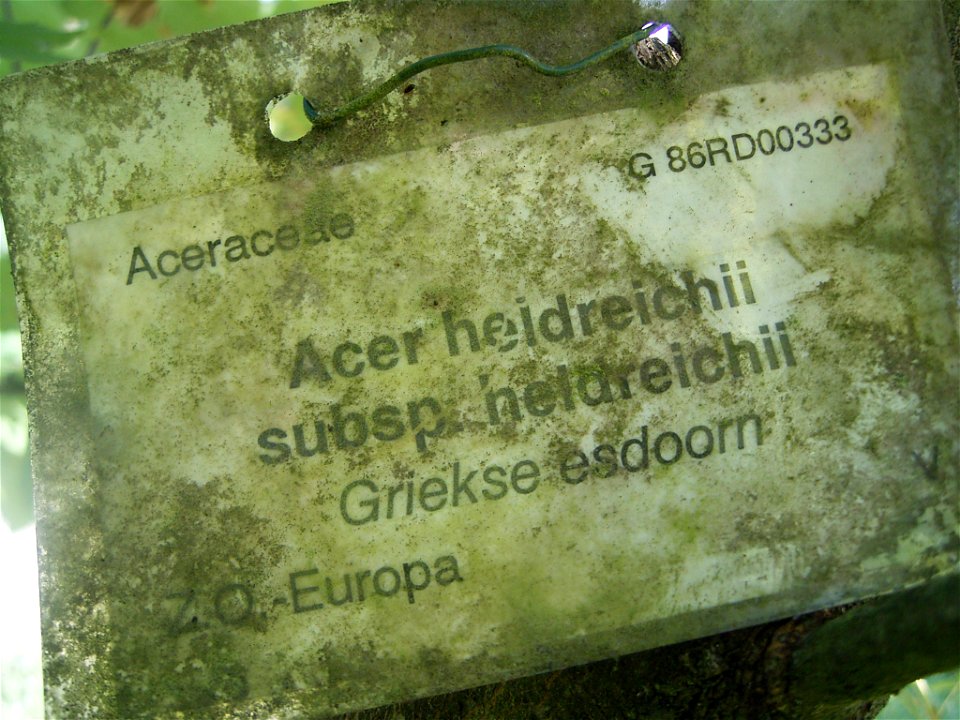 G 86RD00333
Aceraceae
Acer heldreichii
subsp. heldreichii
Griekse esdoorn
V
Z.O.-Europa